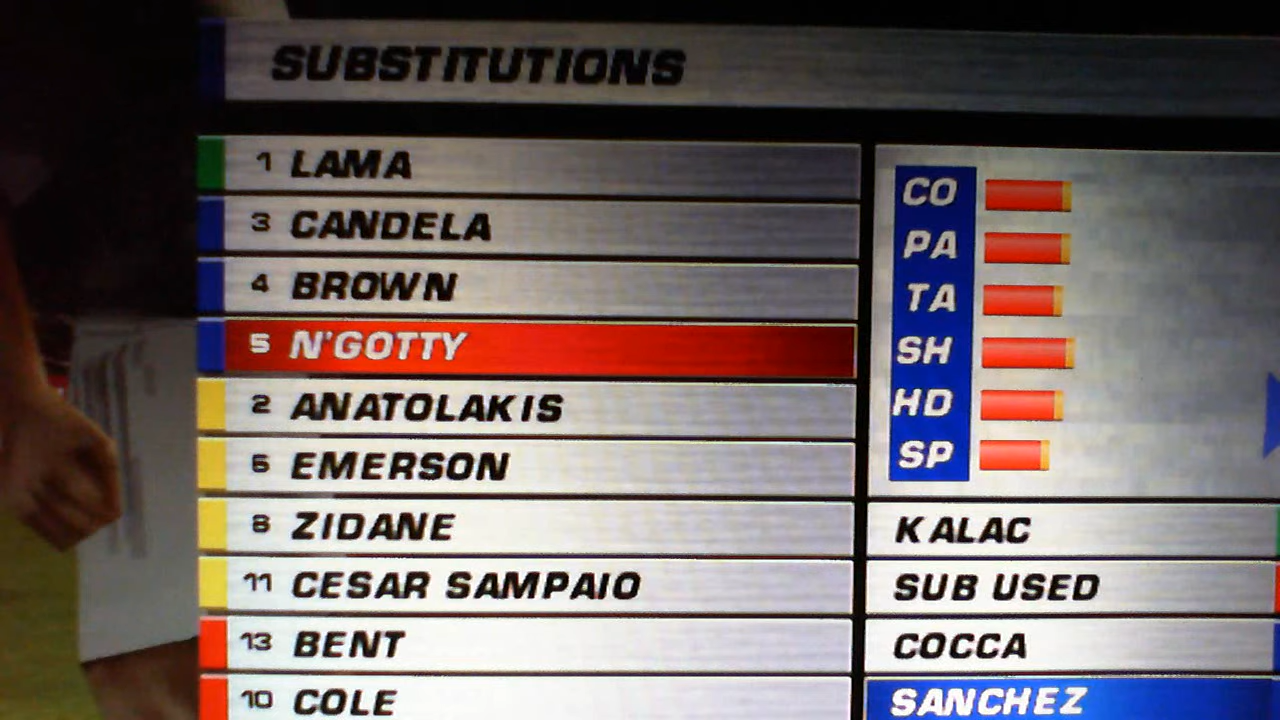 SUBSTITUTIONS
1 LAMA
3 CANDELA
4 BROWN
5 N'GOTTY
2 ANATOLAKIS
6 EMERSON
8 ZIDANE
11 CESAR SAMPAIO
13 BENT
10 COLE
CO
PA
TA
SH
HD
SP
KALAC
SUB USED
COCCA
SANCHEZ